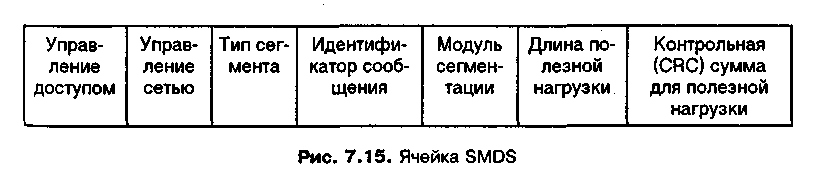 Управ-
ление
доступом
Управ-
ление
сетью
Тип сег-
мента
Идентифи-
катор сооб-
щения
Модуль
сегмен-
тации
Длина по-
лезной
нагрузки
Контрольная
(CRC) сумма
для полезной
нагрузки
Рис. 7.15. Ячейка SMDS